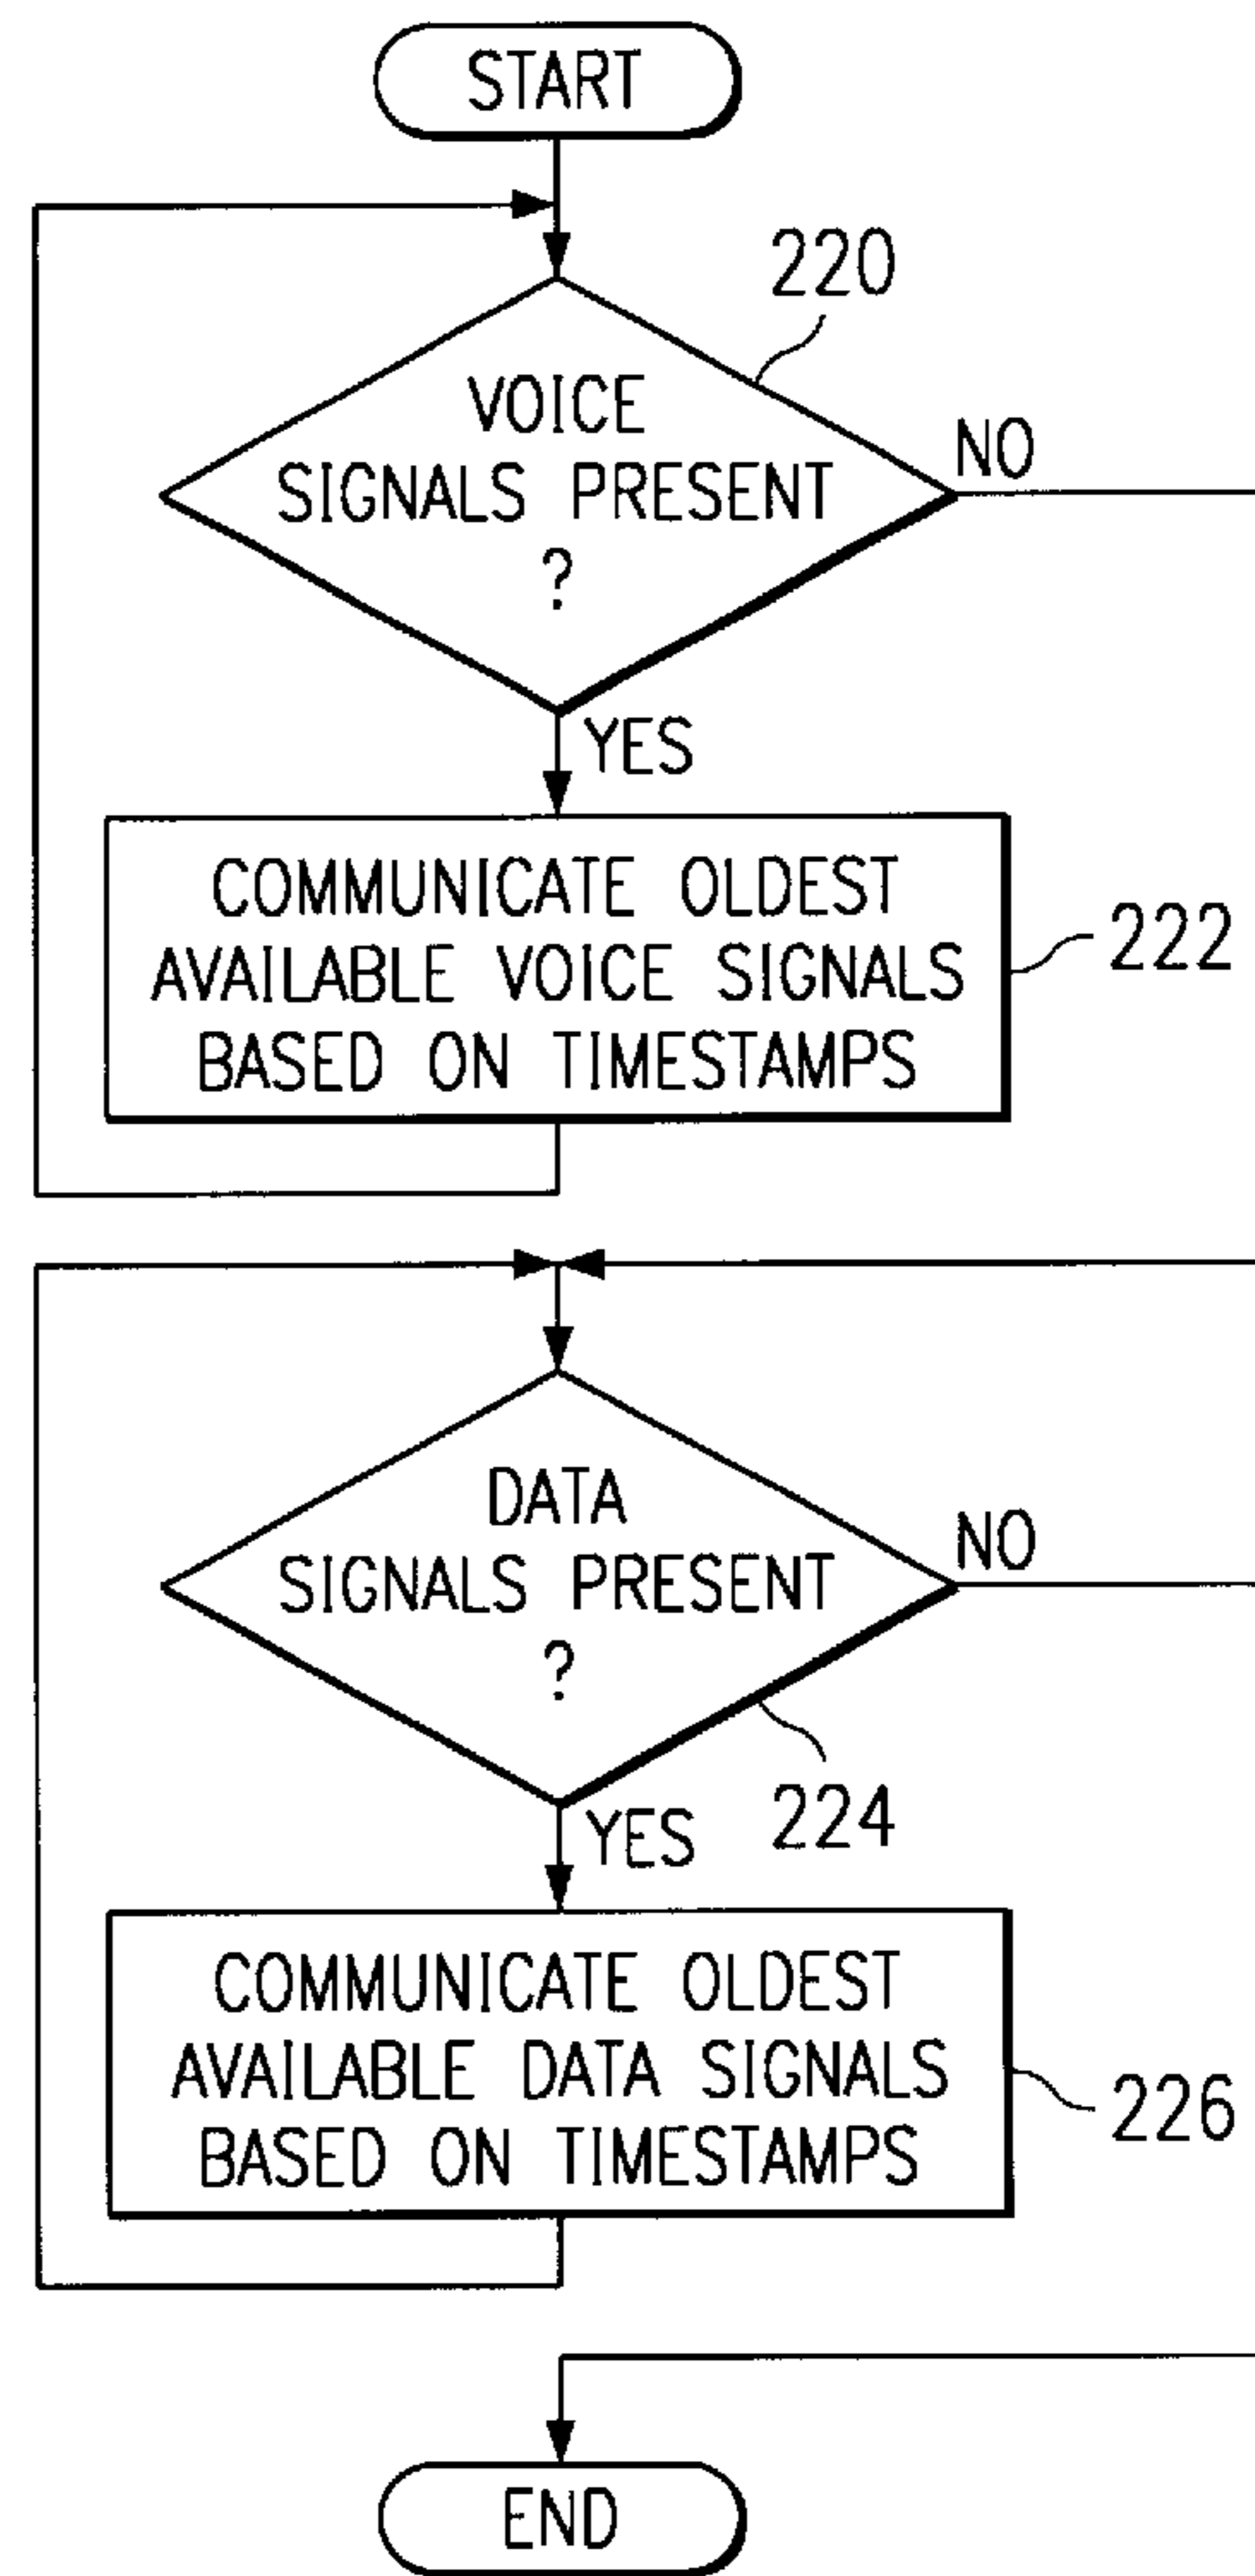 START
220
VOICE
SIGNALS PRESENT
?
NO
YES
COMMUNICATE OLDEST
AVAILABLE VOICE SIGNALS
BASED ON TIMESTAMPS
222
DATA
SIGNALS PRESENT
?
NO
224
YES
COMMUNICATE OLDEST
AVAILABLE DATA SIGNALS
BASED ON TIMESTAMPS
226
END